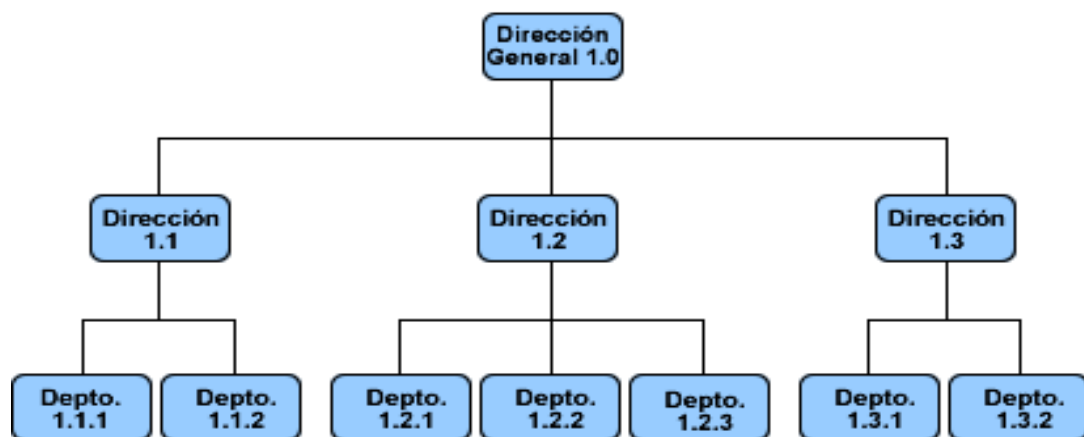 Dirección
General 1.0
Dirección
1.1
Dirección
1.2
Dirección
1.3
Depto.
1.1.1
Depto.
1.1.2
Depto.
1.2.1
Depto.
1.2.2
Depto.
1.2.3
Depto.
1.3.1
Depto.
1.3.2